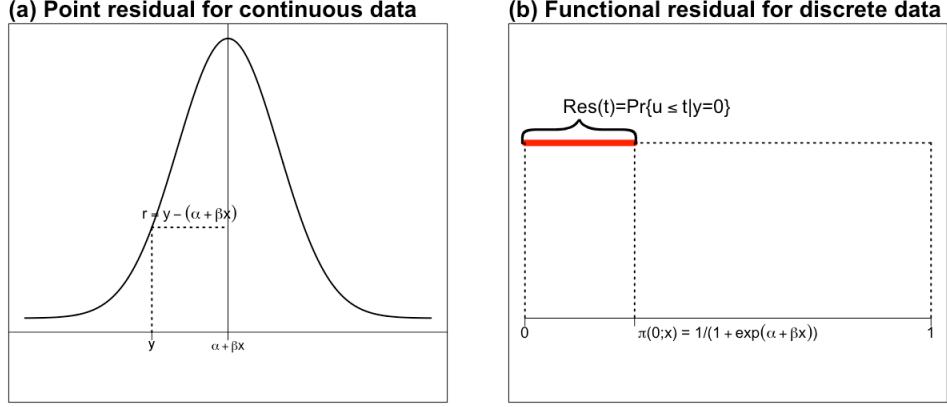 (a) Point residual for continuous data
r = y − (α + βx)
y
α + βx
(b) Functional residual for discrete data
Res(t)=Pr{u ≤ t|y=0}
0
π(0;x) = 1/(1 + exp(α + βx))
1